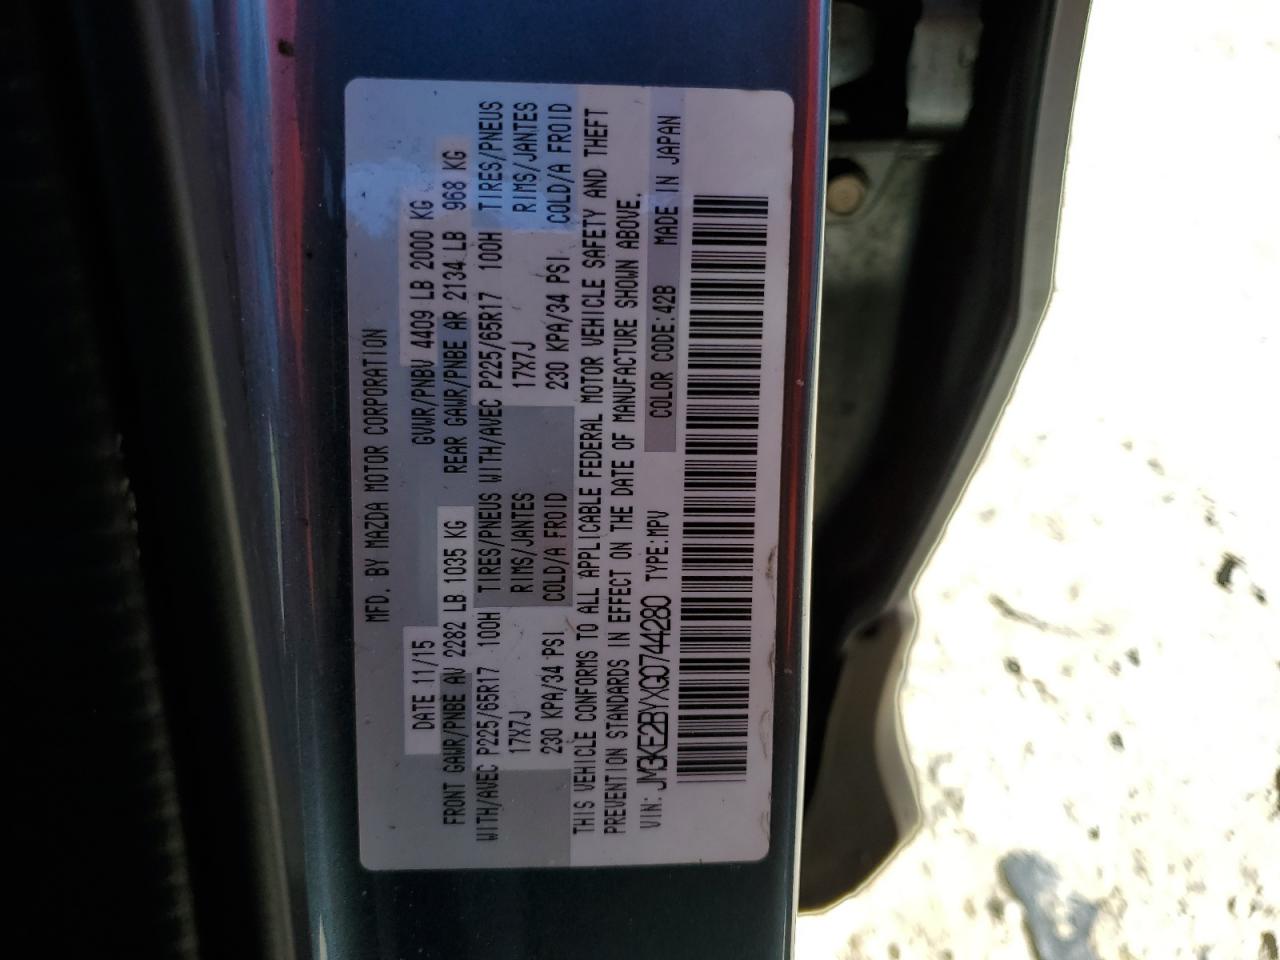 MFD. BY MAZDA MOTOR CORPORATION
DATE 11/15 GVWR/PNBV 4409 LB 2000 KG
FRONT GAWR/PNBE AV 2282 LB 1035 KG REAR GAWR/PNBE AR 2134 LB 968 KG
WITH/AVEC P225/65R17 100H TIRES/PNEUS WITH/AVEC P225/65R17 100H TIRES/PNEUS
17X7J RIMS/JANTES 17X7J RIMS/JANTES
230 KPA/34 PSI COLD/A FROID 230 KPA/34 PSI COLD/A FROID
THIS VEHICLE CONFORMS TO ALL APPLICABLE FEDERAL MOTOR VEHICLE SAFETY AND THEFT
PREVENTION STANDARDS IN EFFECT ON THE DATE OF MANUFACTURE SHOWN ABOVE.
VIN: JM3KE2BYXG0744280 TYPE:MPV COLOR CODE:42B MADE IN JAPAN